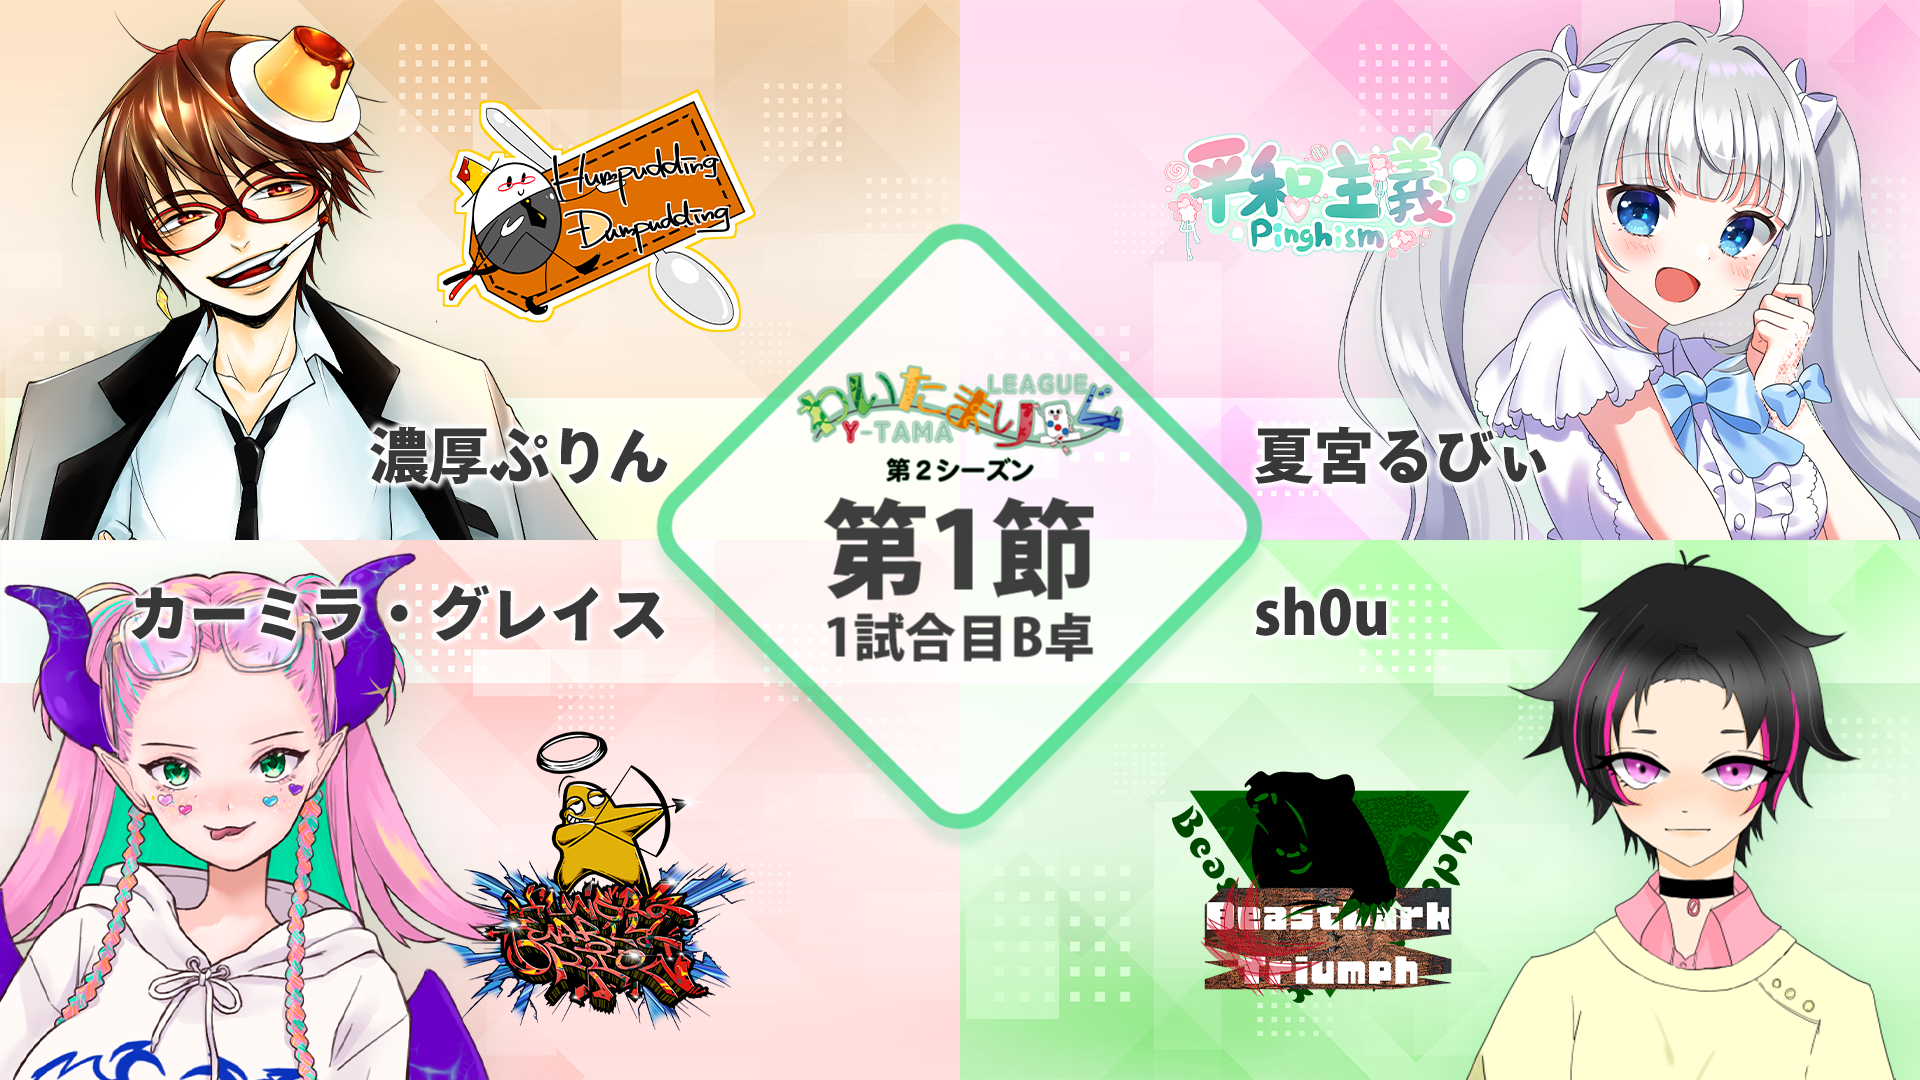 Humpudding
Dumpudding
平和主義
Pinghism
わいたまりーぐ
LEAGUE
Y-TAMA
第2シーズン
第1節
1試合目B卓
濃厚ぷりん
夏宮るびぃ
カーミラ・グレイス
sh0u
Beastmark
Triumph